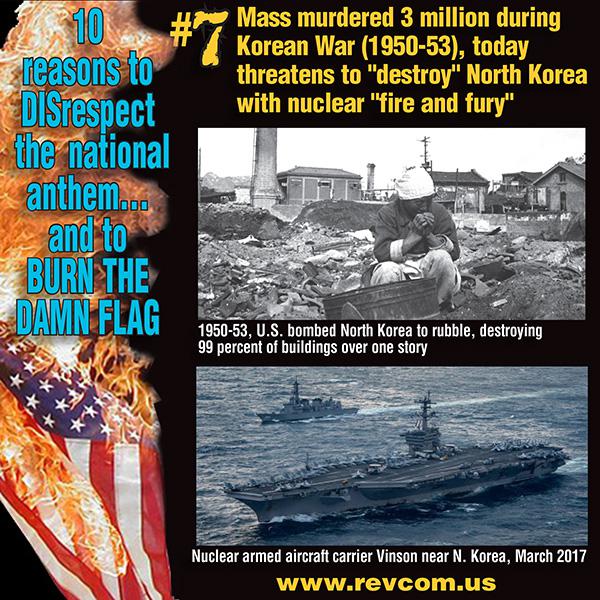 10
reasons to
DISrespect
the national
anthem...
and to
BURN THE
DAMN FLAG
#7
Mass murdered 3 million during
Korean War (1950-53), today
threatens to "destroy" North Korea
with nuclear "fire and fury"
1950-53, U.S. bombed North Korea to rubble, destroying
99 percent of buildings over one story
Nuclear armed aircraft carrier Vinson near N. Korea, March 2017
www.revcom.us